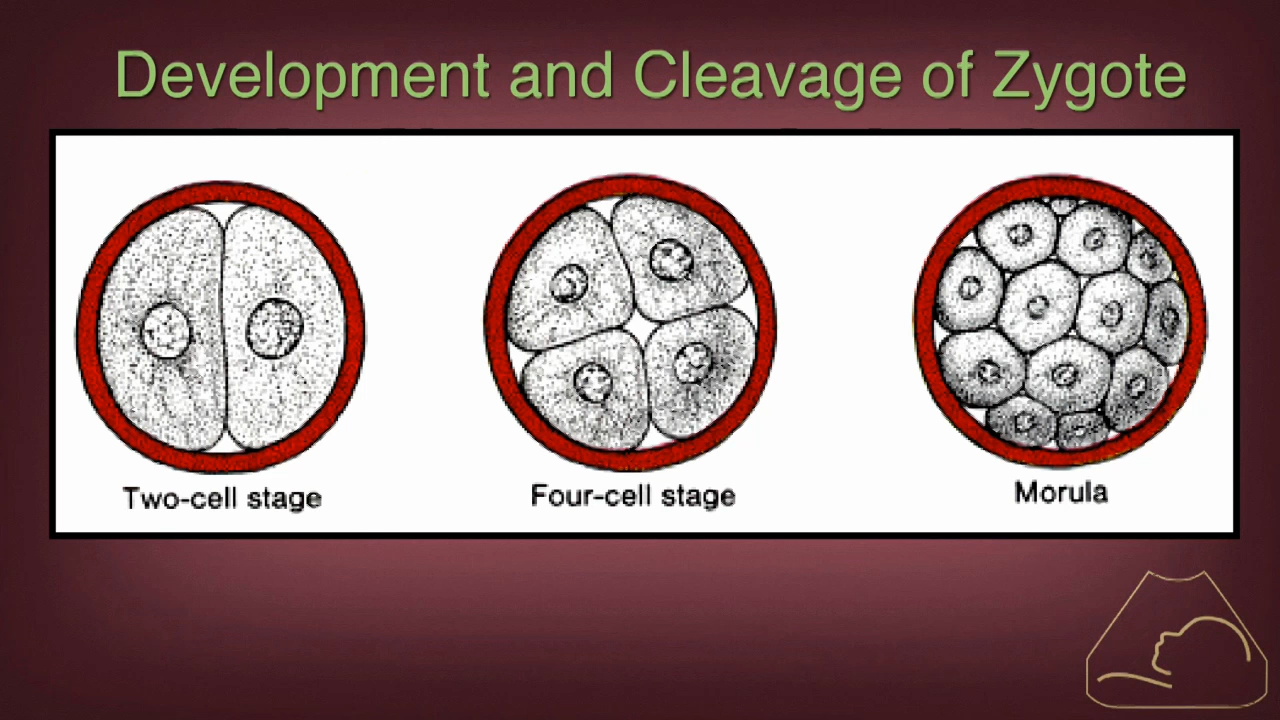 Development and Cleavage of Zygote
Two-cell stage
Four-cell stage
Morula